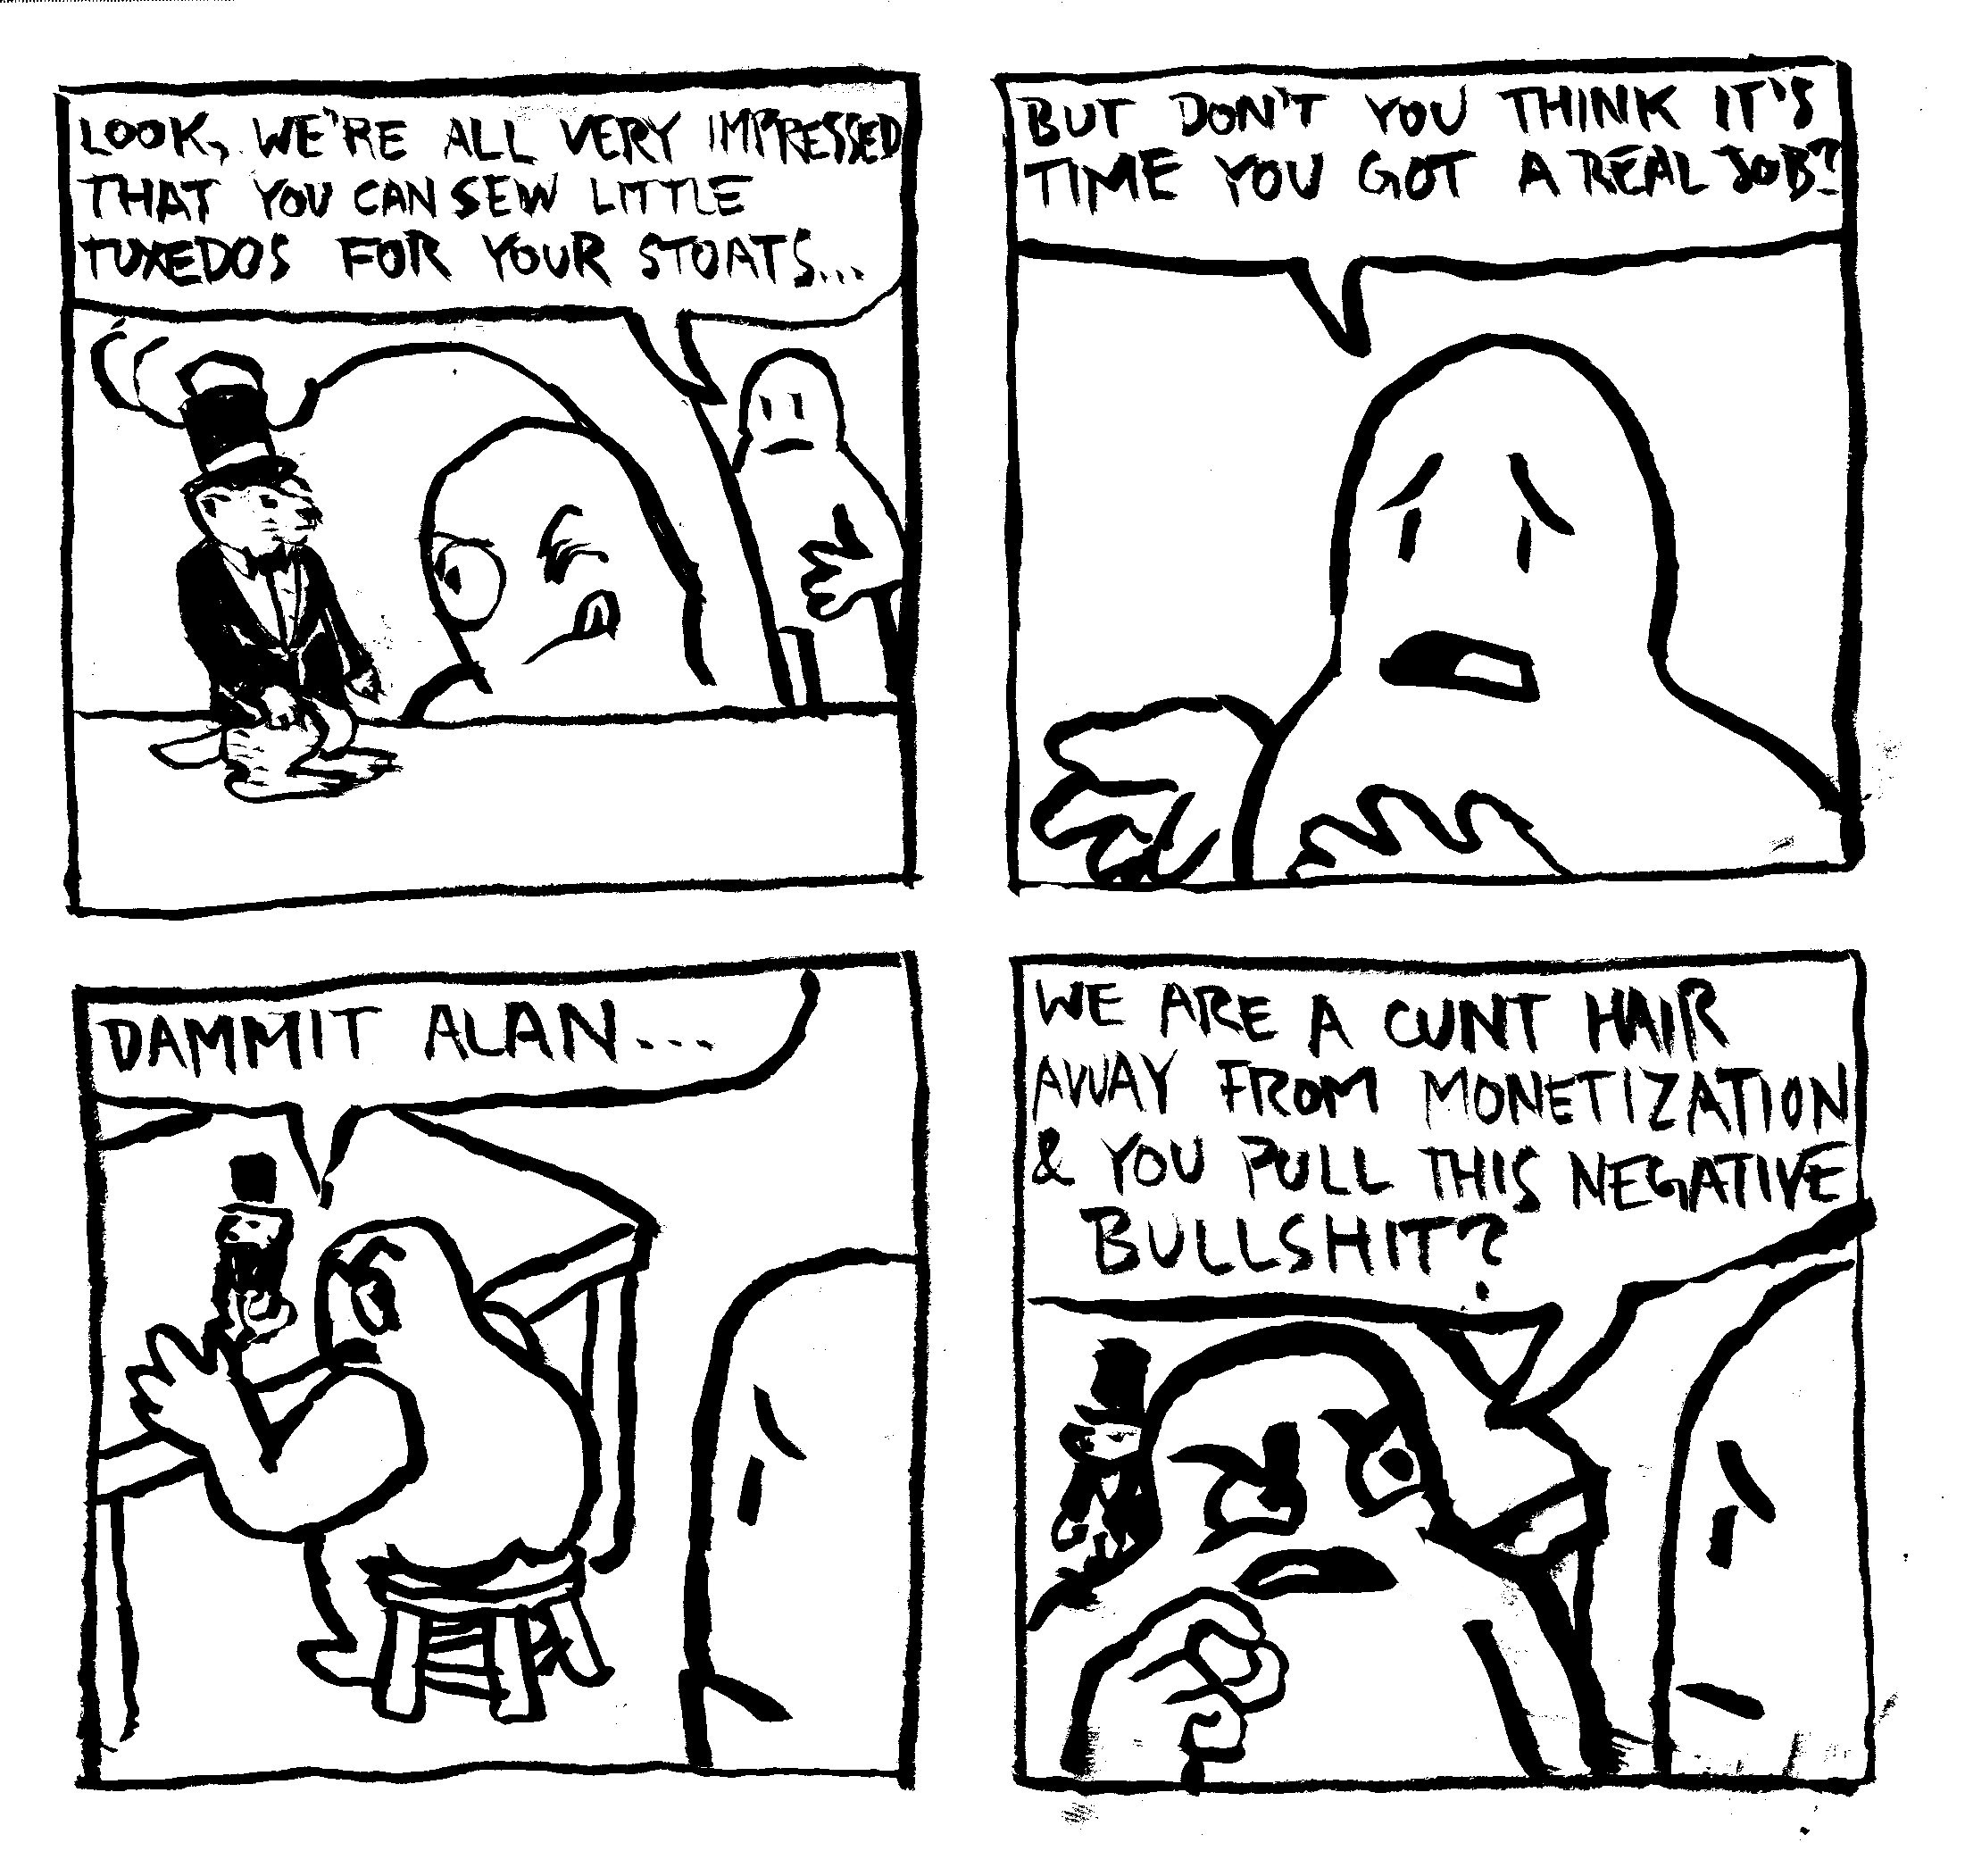 LOOK, WE'RE ALL VERY IMPRESSED
THAT YOU CAN SEW LITTLE
TUXEDOS FOR YOUR STOATS...
BUT DON'T YOU THINK IT'S
TIME YOU GOT A REAL JOB?
DAMMIT ALAN...
WE ARE A CUNT HAIR
AWAY FROM MONETIZATION
& YOU PULL THIS NEGATIVE
BULLSHIT?